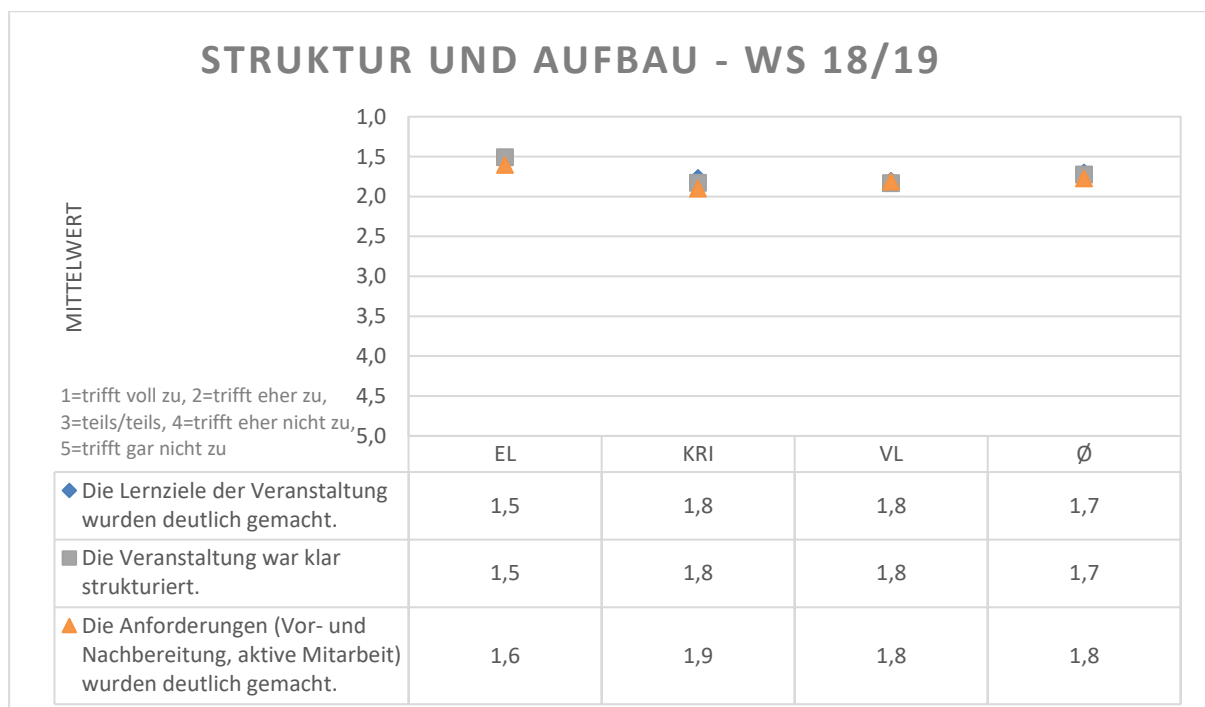 STRUKTUR UND AUFBAU - WS 18/19
MITTELWERT
1,0
1,5
2,0
2,5
3,0
3,5
4,0
4,5
5,0
1=trifft voll zu, 2=trifft eher zu,
3=teils/teils, 4=trifft eher nicht zu,
5=trifft gar nicht zu
EL KRI VL Ø
Die Lernziele der Veranstaltung
wurden deutlich gemacht.
1,5 1,8 1,8 1,7
Die Veranstaltung war klar
strukturiert.
1,5 1,8 1,8 1,7
Die Anforderungen (Vor- und
Nachbereitung, aktive Mitarbeit)
wurden deutlich gemacht.
1,6 1,9 1,8 1,8